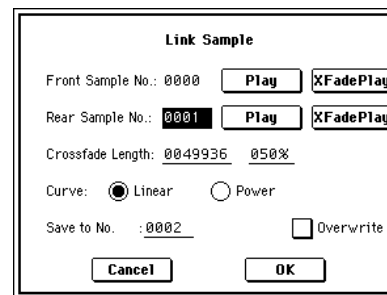 Link Sample
Front Sample No.: 0000 Play XFadePlay
Rear Sample No.: 0001 Play XFadePlay
Crossfade Length: 0049936 050%
Curve: Linear Power
Save to No. :0002 Overwrite
Cancel OK